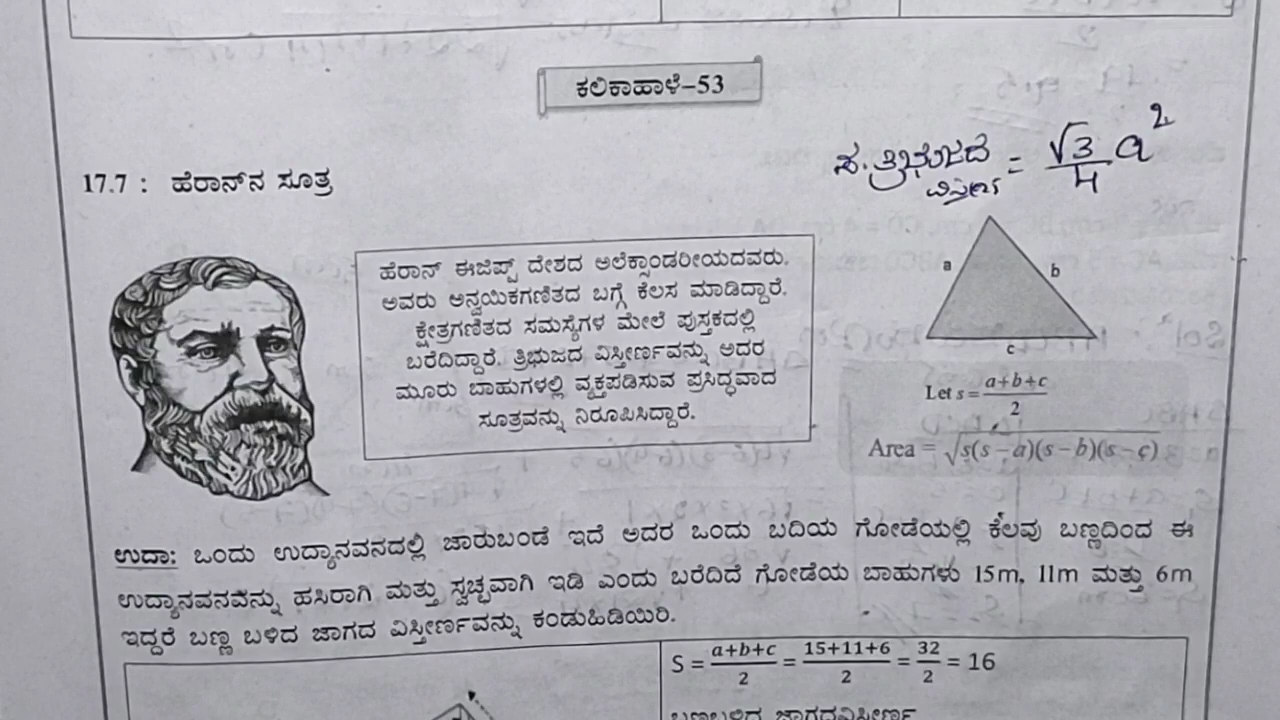 ಕಲಿಕಾಹಾಳೆ–53
ಸ.ತ್ರಿಭುಜದ = √3/4 a²
ವಿಸ್ತೀರ್ಣ
17.7 : ಹೆರಾನ್‌ನ ಸೂತ್ರ
ಹೆರಾನ್ ಈಜಿಪ್ಟ್ ದೇಶದ ಅಲೆಕ್ಸಾಂಡರೀಯದವರು.
ಅವರು ಅನ್ವಯಿಕಗಣಿತದ ಬಗ್ಗೆ ಕೆಲಸ ಮಾಡಿದ್ದಾರೆ.
ಕ್ಷೇತ್ರಗಣಿತದ ಸಮಸ್ಯೆಗಳ ಮೇಲೆ ಪುಸ್ತಕದಲ್ಲಿ
ಬರೆದಿದ್ದಾರೆ. ತ್ರಿಭುಜದ ವಿಸ್ತೀರ್ಣವನ್ನು ಅದರ
ಮೂರು ಬಾಹುಗಳಲ್ಲಿ ವ್ಯಕ್ತಪಡಿಸುವ ಪ್ರಸಿದ್ಧವಾದ
ಸೂತ್ರವನ್ನು ನಿರೂಪಿಸಿದ್ದಾರೆ.
a
b
c
Let s = a+b+c/2
Area = √s(s−a)(s−b)(s−c)
ಉದಾ: ಒಂದು ಉದ್ಯಾನವನದಲ್ಲಿ ಜಾರುಬಂಡೆ ಇದೆ ಅದರ ಒಂದು ಬದಿಯ ಗೋಡೆಯಲ್ಲಿ ಕೆಲವು ಬಣ್ಣದಿಂದ ಈ
ಉದ್ಯಾನವನವನ್ನು ಹಸಿರಾಗಿ ಮತ್ತು ಸ್ವಚ್ಛವಾಗಿ ಇಡಿ ಎಂದು ಬರೆದಿದೆ ಗೋಡೆಯ ಬಾಹುಗಳು 15m, 11m ಮತ್ತು 6m
ಇದ್ದರೆ ಬಣ್ಣ ಬಳಿದ ಜಾಗದ ವಿಸ್ತೀರ್ಣವನ್ನು ಕಂಡುಹಿಡಿಯಿರಿ.
S = a+b+c/2 = 15+11+6/2 = 32/2 = 16